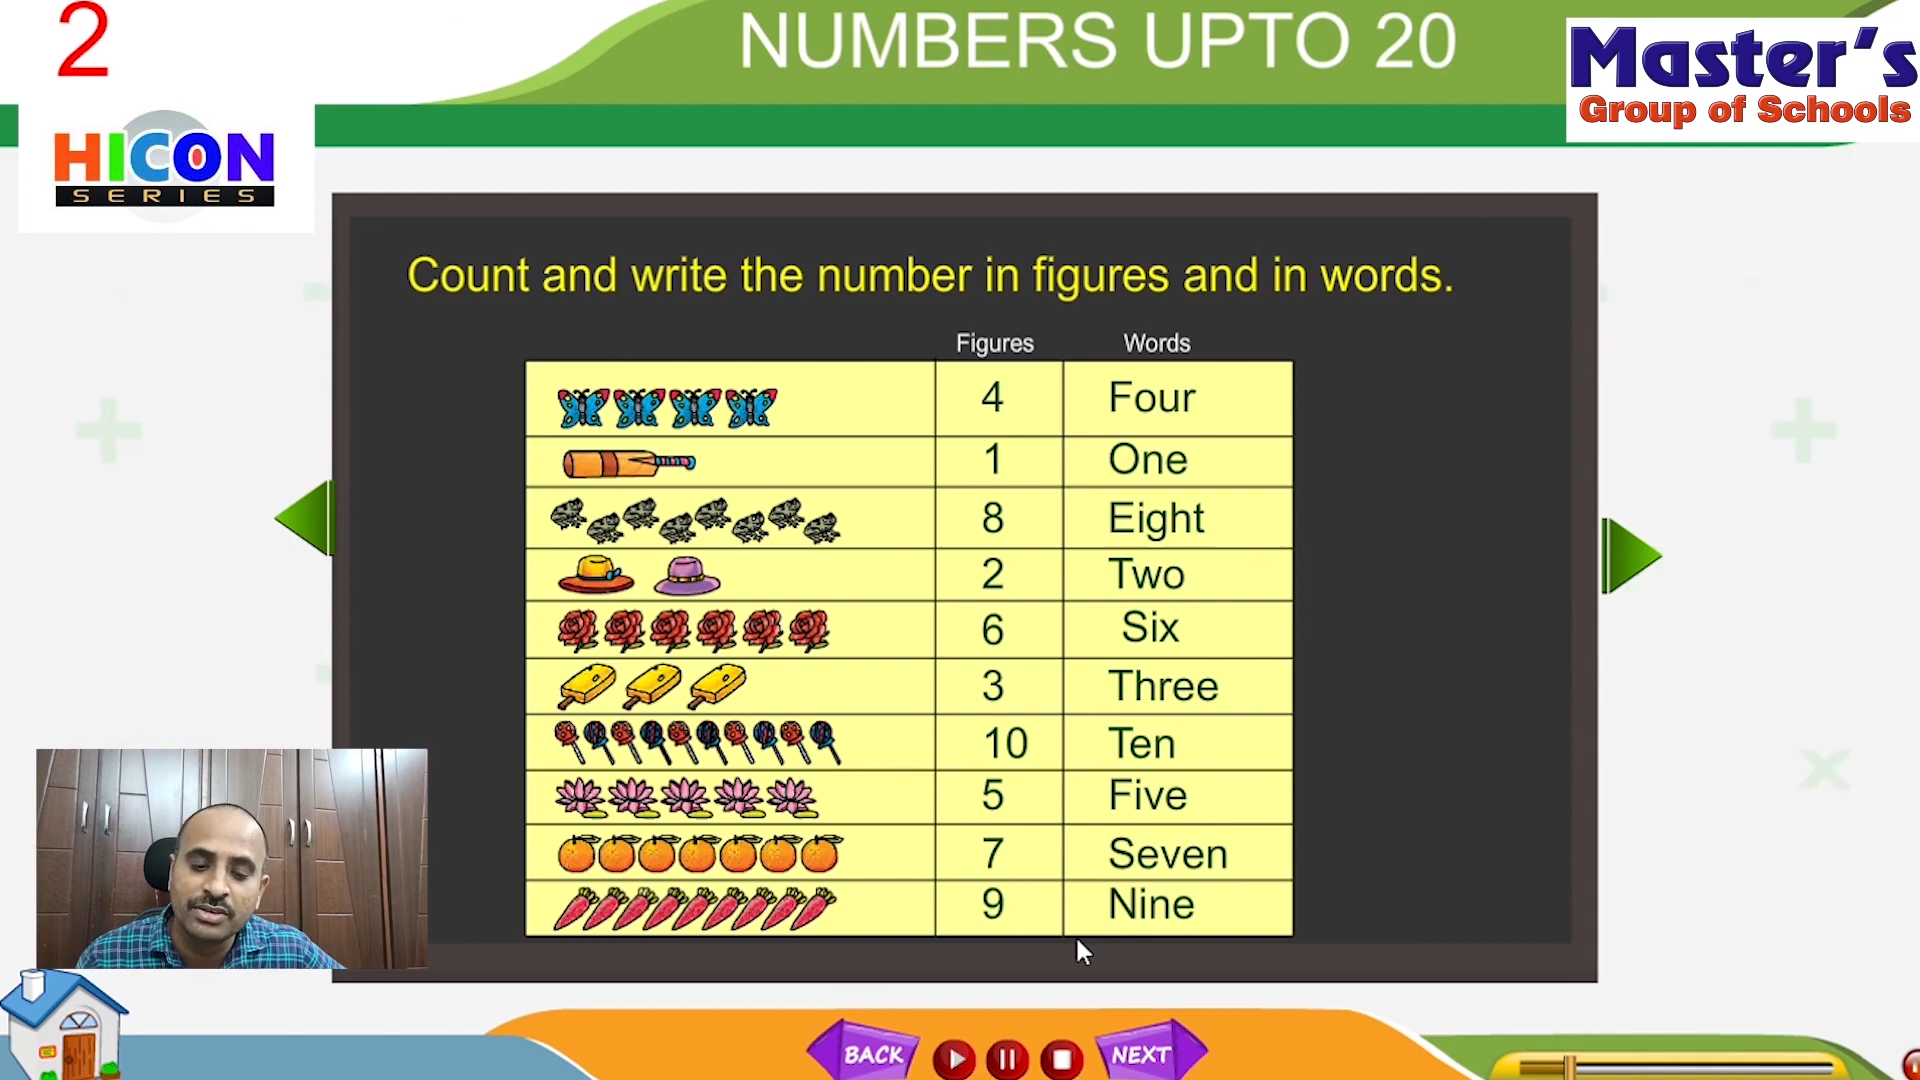 2
NUMBERS UPTO 20
Master's
Group of Schools
HICON
SERIES
Count and write the number in figures and in words.
Figures Words
4 Four
1 One
8 Eight
2 Two
6 Six
3 Three
10 Ten
5 Five
7 Seven
9 Nine
BACK NEXT